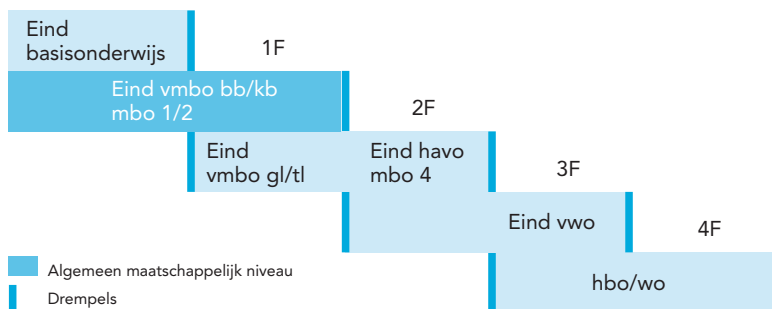 Eind
basisonderwijs
1F
Eind vmbo bb/kb
mbo 1/2
2F
Eind
vmbo gl/tl
Eind havo
mbo 4
3F
Eind vwo
4F
hbo/wo
Algemeen maatschappelijk niveau
Drempels